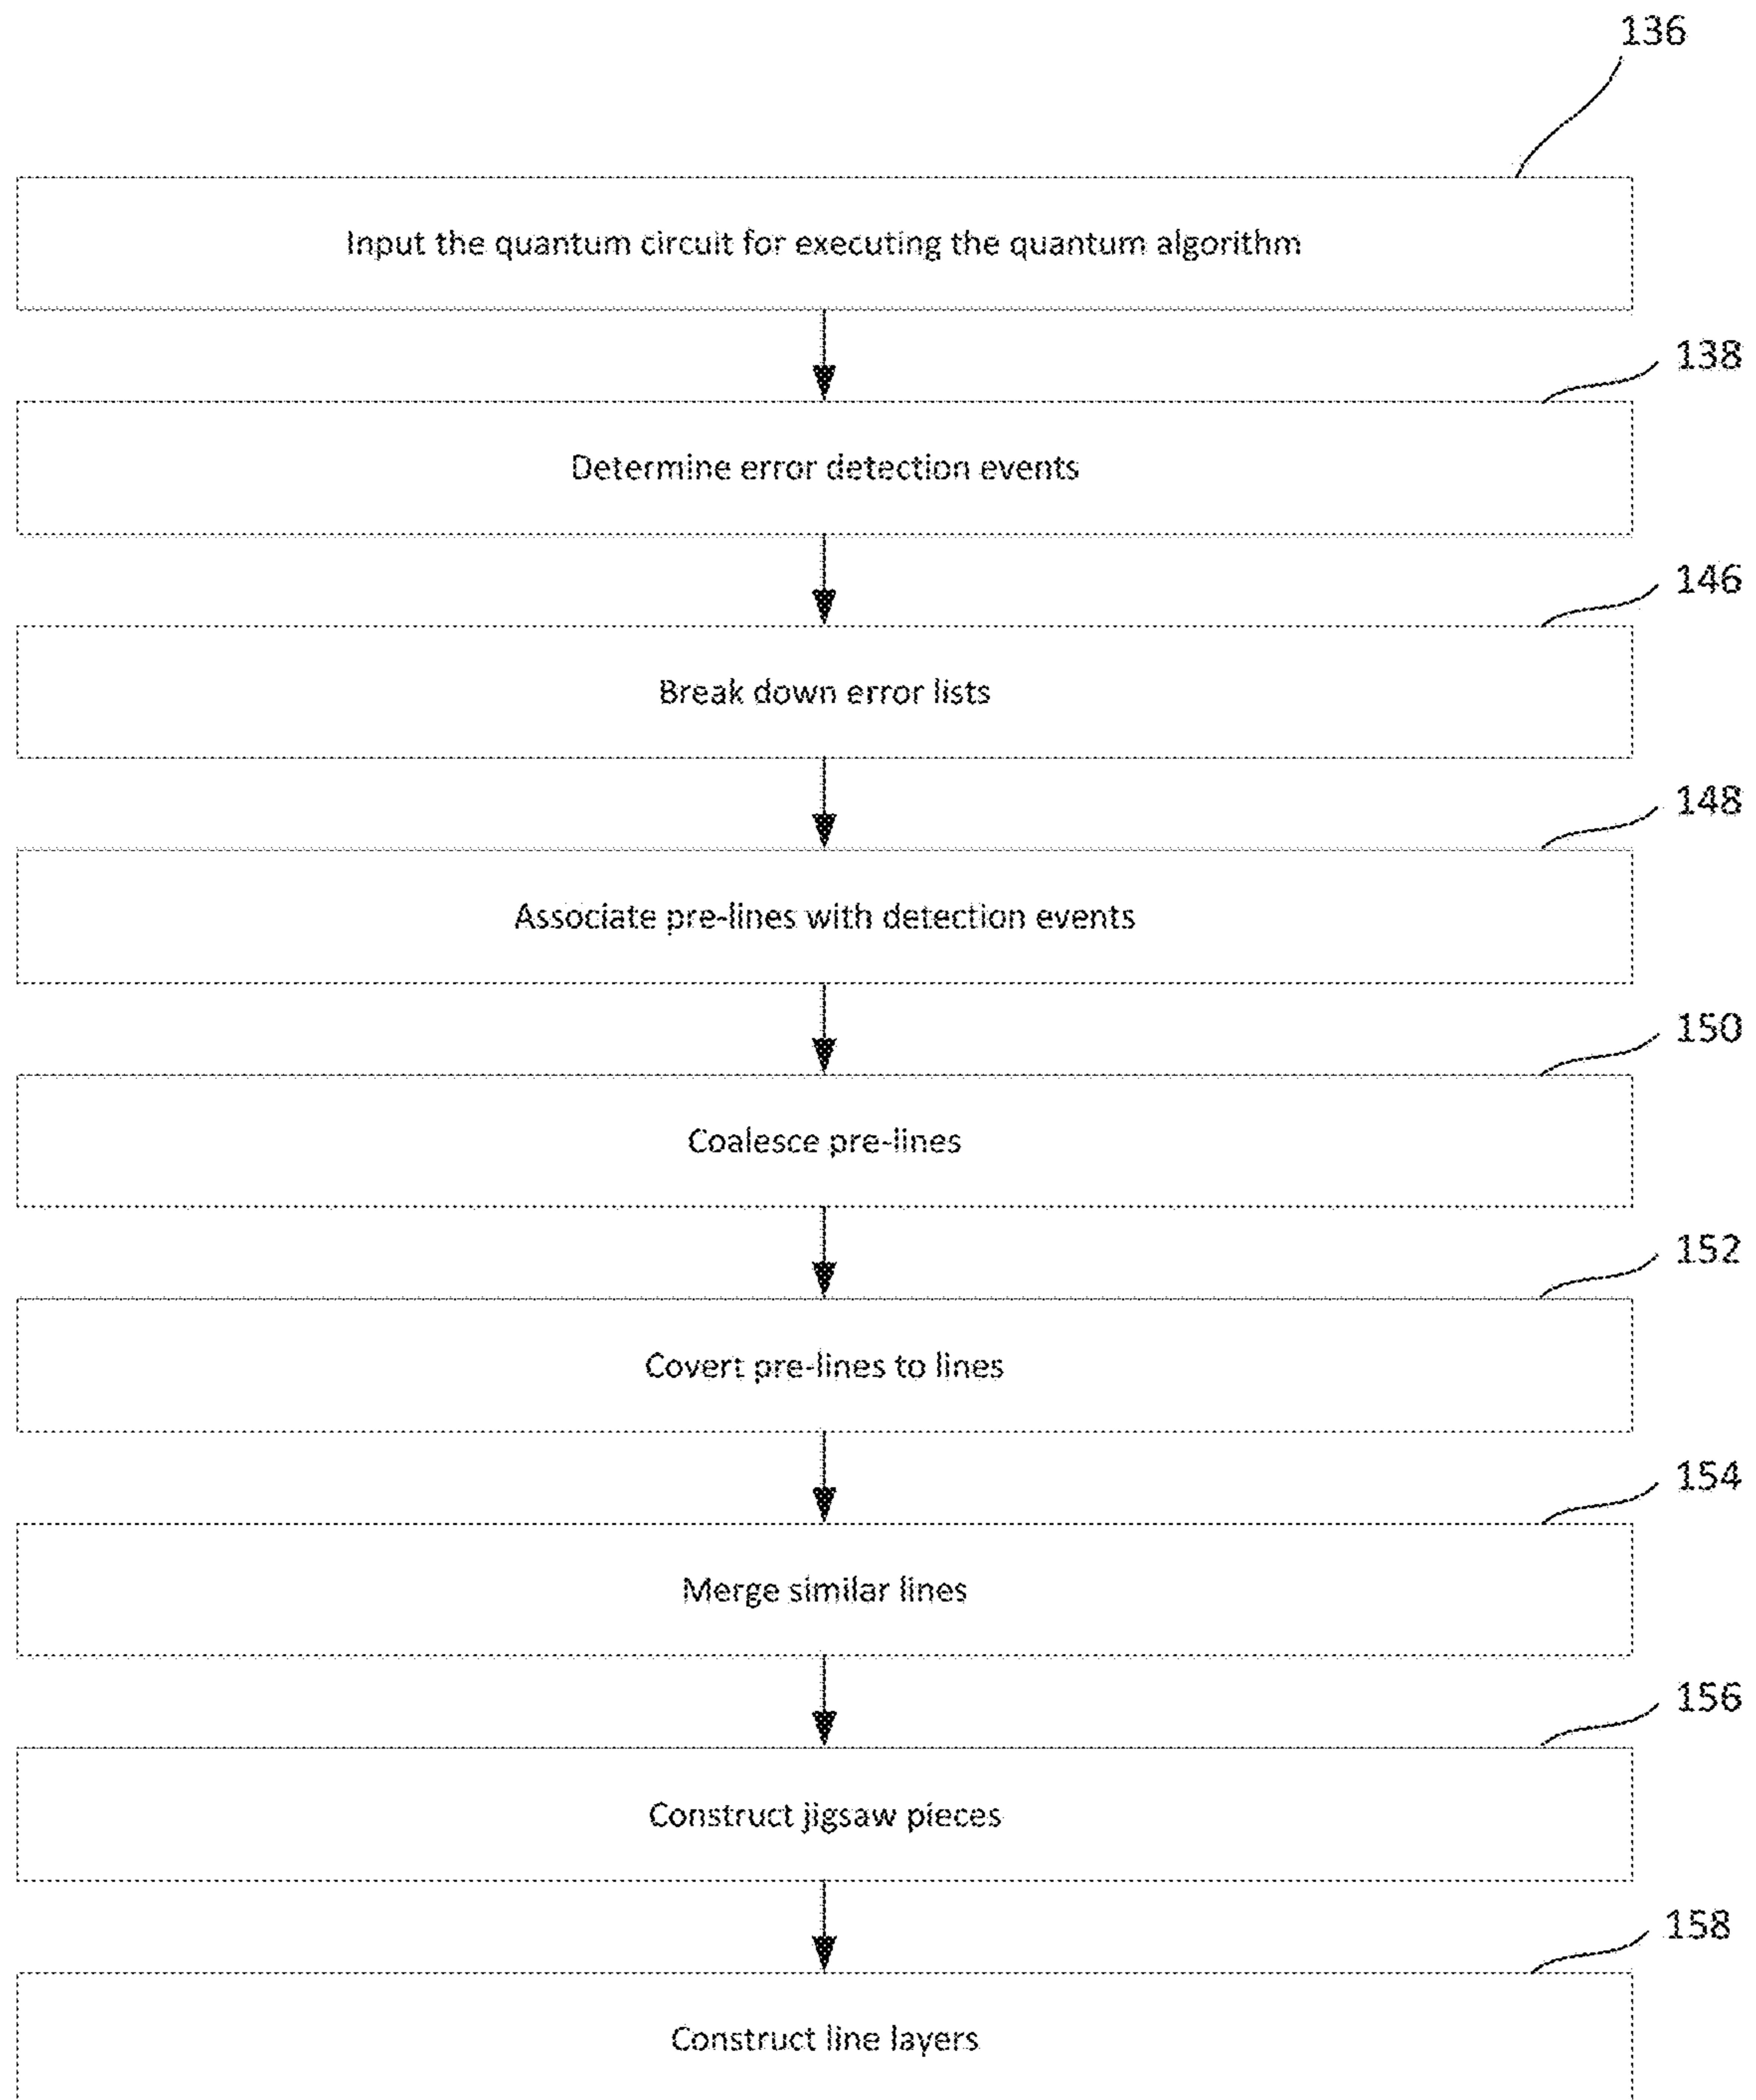 136
Input the quantum circuit for executing the quantum algorithm
138
Determine error detection events
146
Break down error lists
148
Associate pre-lines with detection events
150
Coalesce pre-lines
152
Covert pre-lines to lines
154
Merge similar lines
156
Construct jigsaw pieces
158
Construct line layers